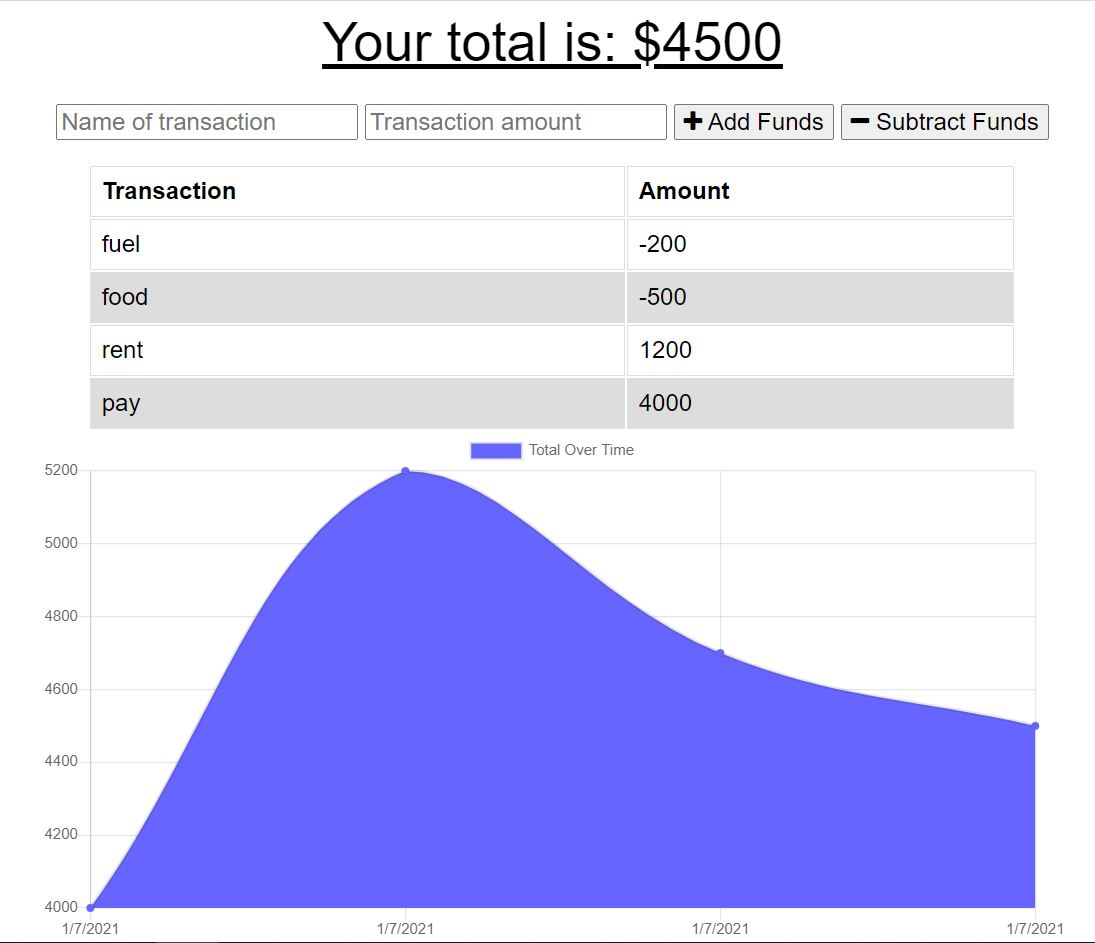 Your total is: $4500
Name of transaction Transaction amount + Add Funds − Subtract Funds
Transaction Amount
fuel -200
food -500
rent 1200
pay 4000
Total Over Time
5200
5000
4800
4600
4400
4200
4000
1/7/2021 1/7/2021 1/7/2021 1/7/2021